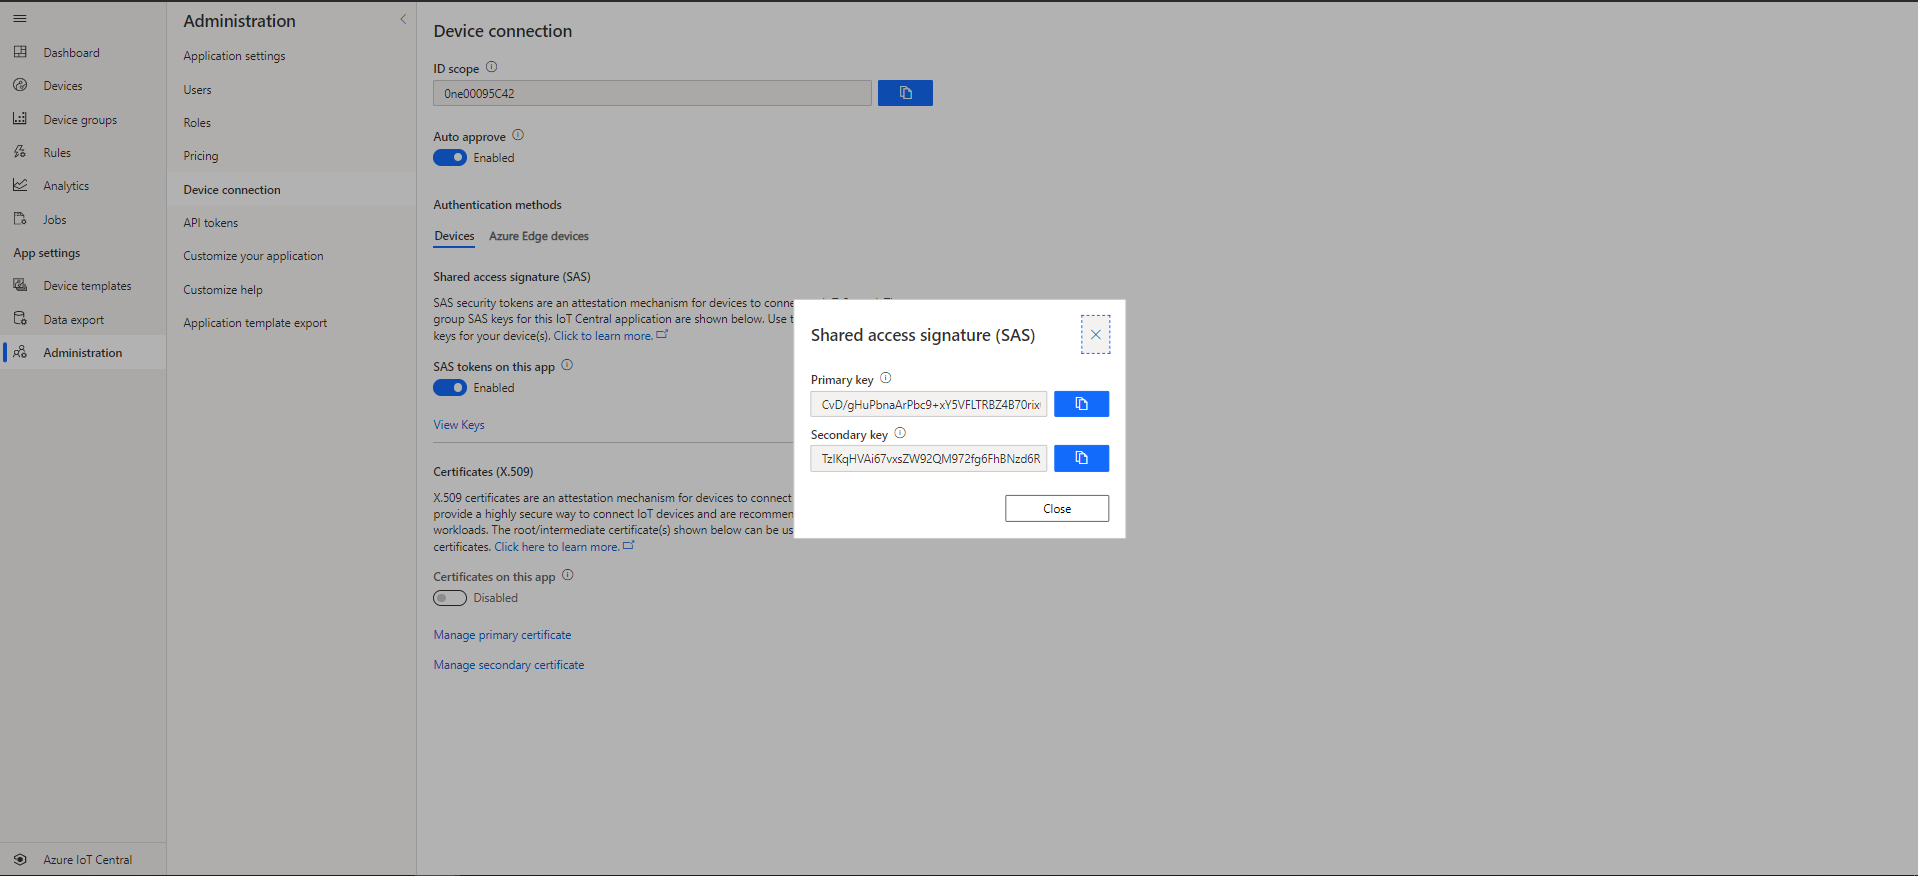 Dashboard
Devices
Device groups
Rules
Analytics
Jobs
App settings
Device templates
Data export
Administration
Azure IoT Central
Administration
Application settings
Users
Roles
Pricing
Device connection
API tokens
Customize your application
Customize help
Application template export
Device connection
ID scope
0ne00095C42
Auto approve
Enabled
Authentication methods
Devices Azure Edge devices
Shared access signature (SAS)
SAS security tokens are an attestation mechanism for devices to conne
group SAS keys for this IoT Central application are shown below. Use t
keys for your device(s). Click to learn more.
SAS tokens on this app
Enabled
View Keys
Certificates (X.509)
X.509 certificates are an attestation mechanism for devices to connect
provide a highly secure way to connect IoT devices and are recommen
workloads. The root/intermediate certificate(s) shown below can be us
certificates. Click here to learn more.
Certificates on this app
Disabled
Manage primary certificate
Manage secondary certificate
Shared access signature (SAS)
Primary key
CvD/gHuPbnaArPbc9+xY5VFLTRBZ4B70rix
Secondary key
TzIKqHVAi67vxsZW92QM972fg6FhBNzd6R
Close